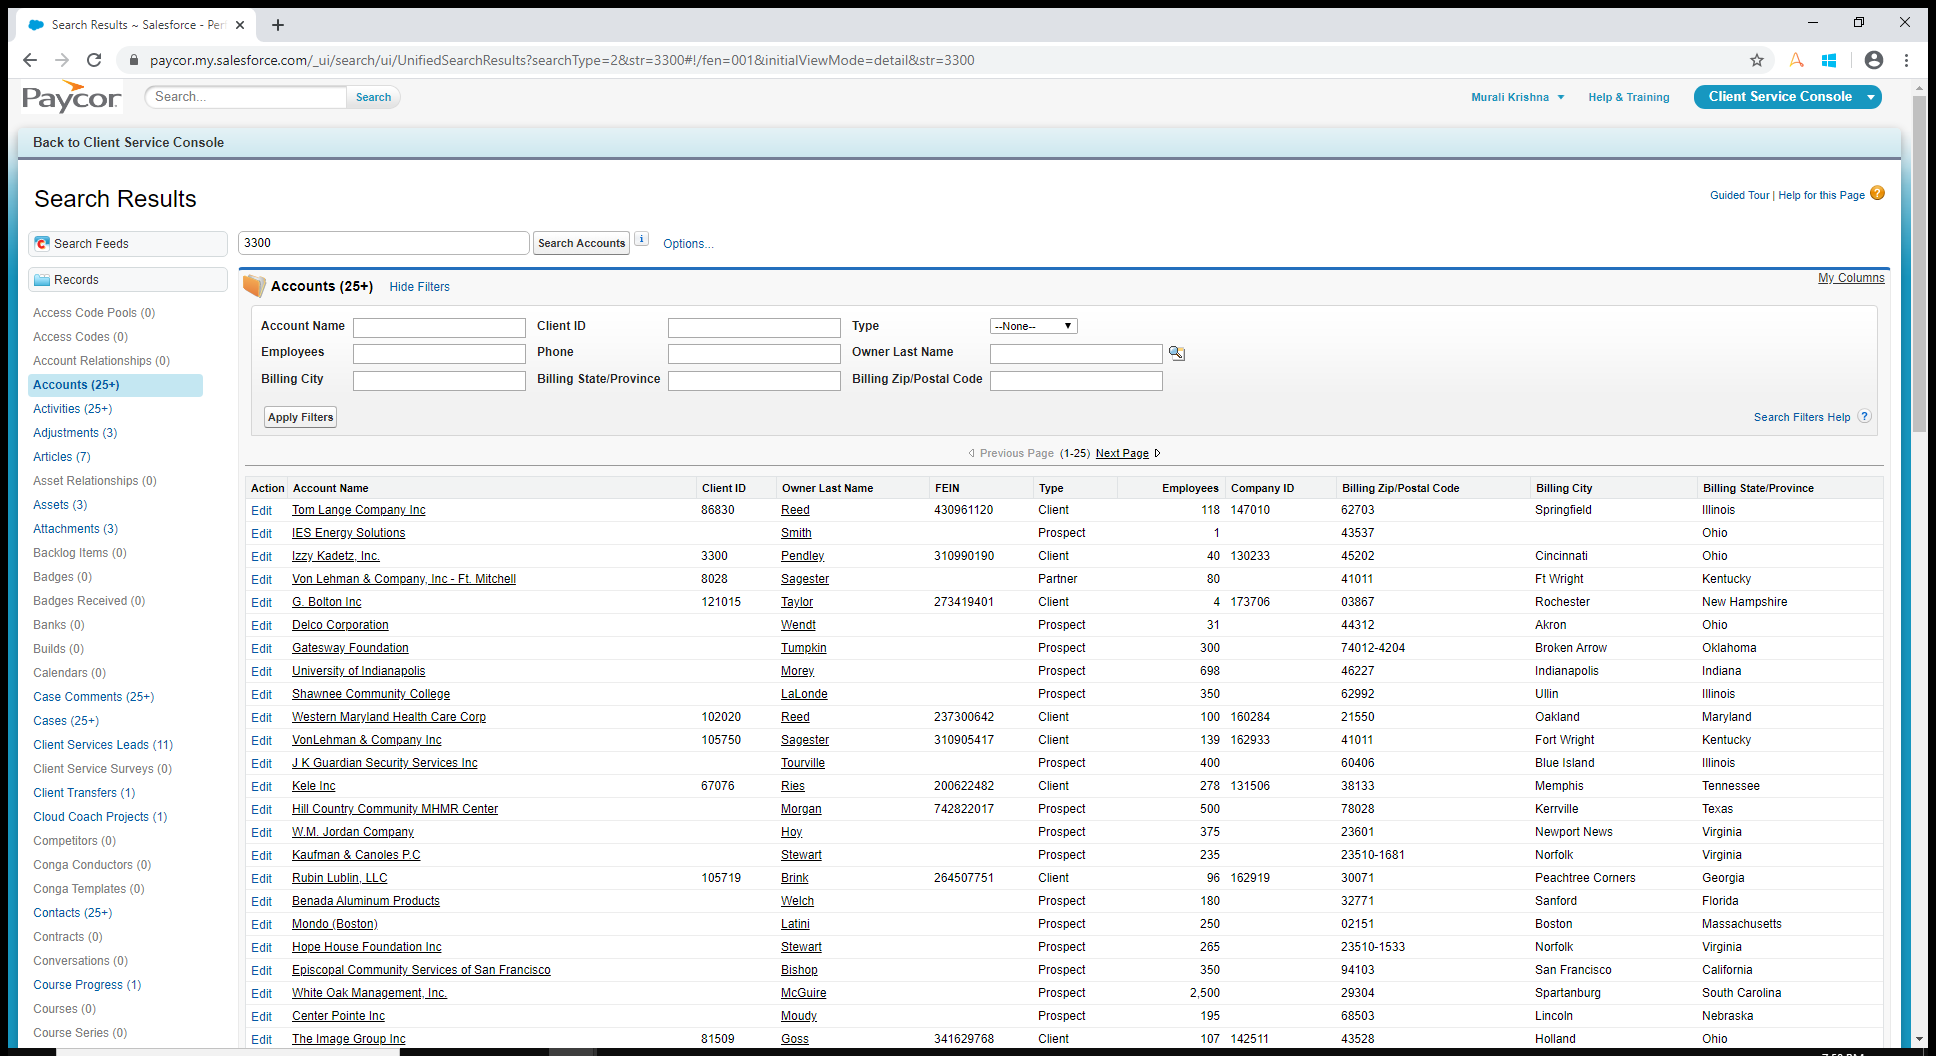 Search Results ~ Salesforce - Per
paycor.my.salesforce.com/_ui/search/ui/UnifiedSearchResults?searchType=2&str=3300#!/fen=001&initialViewMode=detail&str=3300
Paycor
Search...
Search
Murali Krishna
Help & Training
Client Service Console
Back to Client Service Console
Search Results
Guided Tour | Help for this Page
Search Feeds
3300
Search Accounts
Options...
Records
Accounts (25+)
Hide Filters
My Columns
Account Name
Client ID
Type
--None--
Employees
Phone
Owner Last Name
Billing City
Billing State/Province
Billing Zip/Postal Code
Apply Filters
Search Filters Help
Previous Page (1-25) Next Page
Access Code Pools (0)
Access Codes (0)
Account Relationships (0)
Accounts (25+)
Activities (25+)
Adjustments (3)
Articles (7)
Asset Relationships (0)
Assets (3)
Attachments (3)
Backlog Items (0)
Badges (0)
Badges Received (0)
Banks (0)
Builds (0)
Calendars (0)
Case Comments (25+)
Cases (25+)
Client Services Leads (11)
Client Service Surveys (0)
Client Transfers (1)
Cloud Coach Projects (1)
Competitors (0)
Conga Conductors (0)
Conga Templates (0)
Contacts (25+)
Contracts (0)
Conversations (0)
Course Progress (1)
Courses (0)
Course Series (0)
Action Account Name Client ID Owner Last Name FEIN Type Employees Company ID Billing Zip/Postal Code Billing City Billing State/Province
Edit Tom Lange Company Inc 86830 Reed 430961120 Client 118 147010 62703 Springfield Illinois
Edit IES Energy Solutions Smith Prospect 1 43537 Ohio
Edit Izzy Kadetz, Inc. 3300 Pendley 310990190 Client 40 130233 45202 Cincinnati Ohio
Edit Von Lehman & Company, Inc - Ft. Mitchell 8028 Sagester Partner 80 41011 Ft Wright Kentucky
Edit G. Bolton Inc 121015 Taylor 273419401 Client 4 173706 03867 Rochester New Hampshire
Edit Delco Corporation Wendt Prospect 31 44312 Akron Ohio
Edit Gatesway Foundation Tumpkin Prospect 300 74012-4204 Broken Arrow Oklahoma
Edit University of Indianapolis Morey Prospect 698 46227 Indianapolis Indiana
Edit Shawnee Community College LaLonde Prospect 350 62992 Ullin Illinois
Edit Western Maryland Health Care Corp 102020 Reed 237300642 Client 100 160284 21550 Oakland Maryland
Edit VonLehman & Company Inc 105750 Sagester 310905417 Client 139 162933 41011 Fort Wright Kentucky
Edit J K Guardian Security Services Inc Tourville Prospect 400 60406 Blue Island Illinois
Edit Kele Inc 67076 Ries 200622482 Client 278 131506 38133 Memphis Tennessee
Edit Hill Country Community MHMR Center Morgan 742822017 Prospect 500 78028 Kerrville Texas
Edit W.M. Jordan Company Hoy Prospect 375 23601 Newport News Virginia
Edit Kaufman & Canoles P.C Stewart Prospect 235 23510-1681 Norfolk Virginia
Edit Rubin Lublin, LLC 105719 Brink 264507751 Client 96 162919 30071 Peachtree Corners Georgia
Edit Benada Aluminum Products Welch Prospect 180 32771 Sanford Florida
Edit Mondo (Boston) Latini Prospect 250 02151 Boston Massachusetts
Edit Hope House Foundation Inc Stewart Prospect 265 23510-1533 Norfolk Virginia
Edit Episcopal Community Services of San Francisco Bishop Prospect 350 94103 San Francisco California
Edit White Oak Management, Inc. McGuire Prospect 2,500 29304 Spartanburg South Carolina
Edit Center Pointe Inc Moudy Prospect 195 68503 Lincoln Nebraska
Edit The Image Group Inc 81509 Goss 341629768 Client 107 142511 43528 Holland Ohio